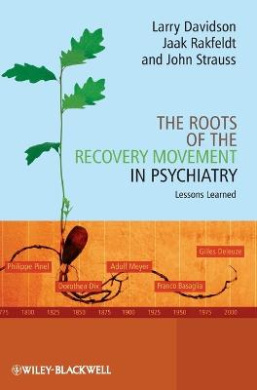 Larry Davidson
Jaak Rakfeldt
and John Strauss
THE ROOTS
OF THE
RECOVERY MOVEMENT
IN PSYCHIATRY
Lessons Learned
Gilles Deleuze
Philippe Pinel
Adolf Meyer
Dorothea Dix
Franco Basaglia
775 1800 1825 1850 1875 1900 1925 1950 1975 2000
WILEY-BLACKWELL